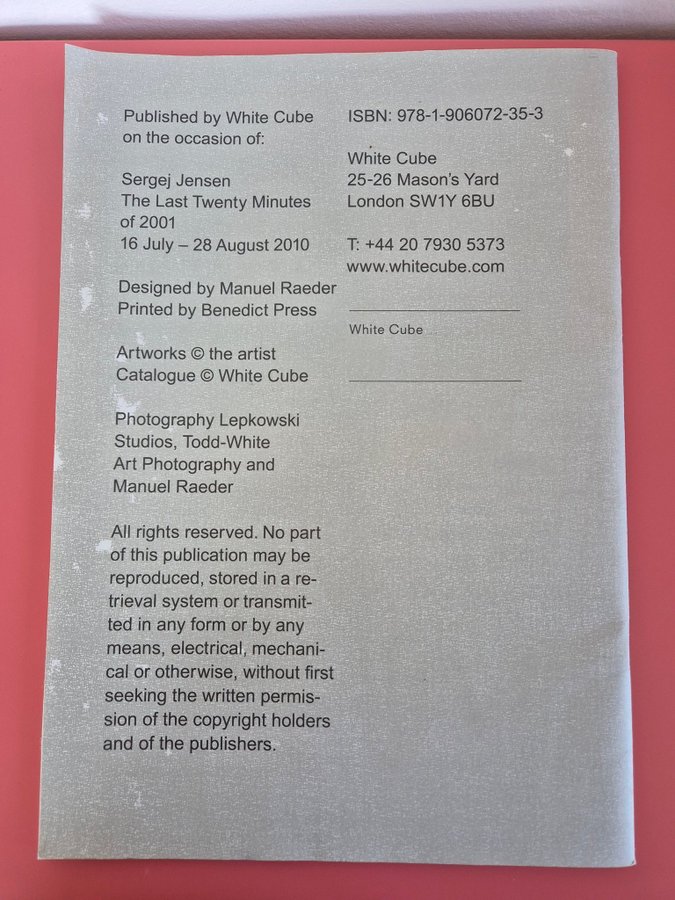 Published by White Cube
on the occasion of:
Sergej Jensen
The Last Twenty Minutes
of 2001
16 July – 28 August 2010
Designed by Manuel Raeder
Printed by Benedict Press
Artworks © the artist
Catalogue © White Cube
Photography Lepkowski
Studios, Todd-White
Art Photography and
Manuel Raeder
All rights reserved. No part
of this publication may be
reproduced, stored in a re-
trieval system or transmit-
ted in any form or by any
means, electrical, mechani-
cal or otherwise, without first
seeking the written permis-
sion of the copyright holders
and of the publishers.
ISBN: 978-1-906072-35-3
White Cube
25-26 Mason's Yard
London SW1Y 6BU
T: +44 20 7930 5373
www.whitecube.com
White Cube